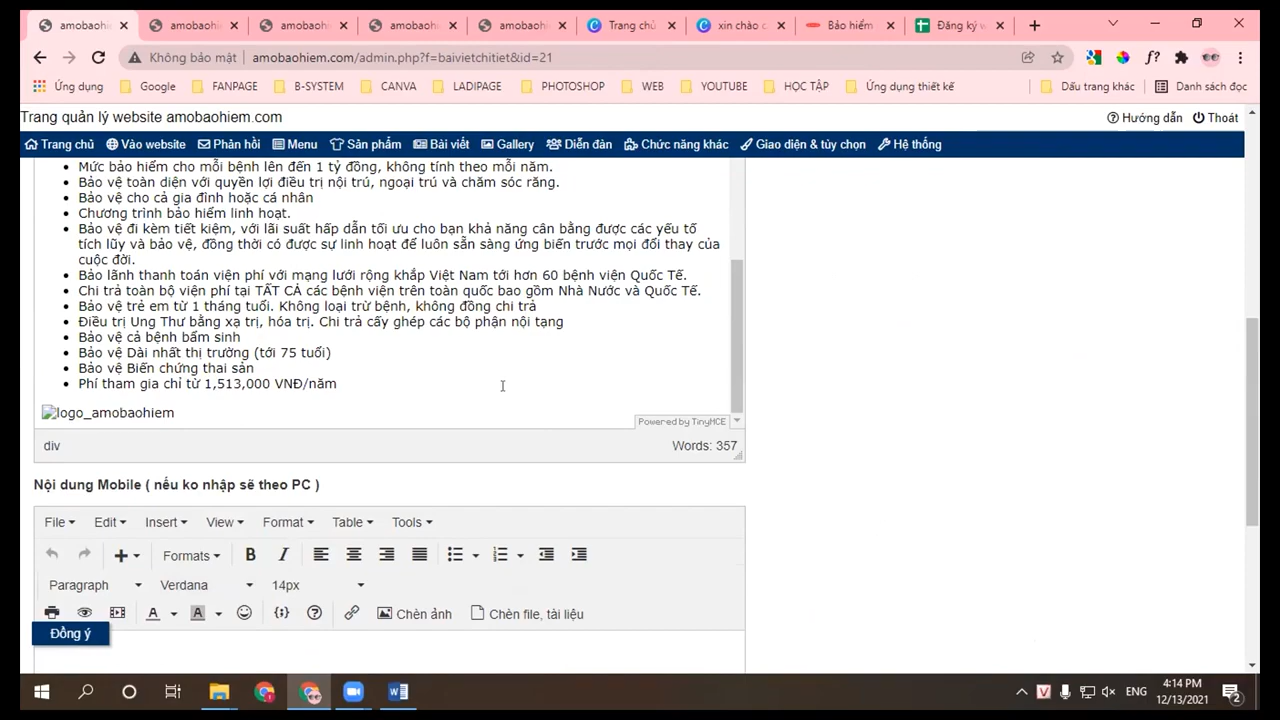 amobaohi
amobaoh
amobaoh
amobaoh
amobaoh
Trang chủ
xin chào c
Bảo hiểm
Đăng ký w
Không bảo mật
amobaohiem.com/admin.php?f=baivietchitiet&id=21
Ứng dụng
Google
FANPAGE
B-SYSTEM
CANVA
LADIPAGE
PHOTOSHOP
WEB
YOUTUBE
HỌC TẬP
Ứng dụng thiết kế
Dấu trang khác
Danh sách đọc
Trang quản lý website amobaohiem.com
Hướng dẫn
Thoát
Trang chủ
Vào website
Phản hồi
Menu
Sản phẩm
Bài viết
Gallery
Diễn đàn
Chức năng khác
Giao diện & tùy chọn
Hệ thống
Mức bảo hiểm cho mỗi bệnh lên đến 1 tỷ đồng, không tính theo mỗi năm.
Bảo vệ toàn diện với quyền lợi điều trị nội trú, ngoại trú và chăm sóc răng.
Bảo vệ cho cả gia đình hoặc cá nhân
Chương trình bảo hiểm linh hoạt.
Bảo vệ đi kèm tiết kiệm, với lãi suất hấp dẫn tối ưu cho bạn khả năng cân bằng được các yếu tố
tích lũy và bảo vệ, đồng thời có được sự linh hoạt để luôn sẵn sàng ứng biến trước mọi đổi thay của
cuộc đời.
Bảo lãnh thanh toán viện phí với mạng lưới rộng khắp Việt Nam tới hơn 60 bệnh viện Quốc Tế.
Chi trả toàn bộ viện phí tại TẤT CẢ các bệnh viện trên toàn quốc bao gồm Nhà Nước và Quốc Tế.
Bảo vệ trẻ em từ 1 tháng tuổi. Không loại trừ bệnh, không đồng chi trả
Điều trị Ung Thư bằng xạ trị, hóa trị. Chi trả cấy ghép các bộ phận nội tạng
Bảo vệ cả bệnh bẩm sinh
Bảo vệ Dài nhất thị trường (tới 75 tuổi)
Bảo vệ Biến chứng thai sản
Phí tham gia chỉ từ 1,513,000 VNĐ/năm
logo_amobaohiem
Powered by TinyMCE
div
Words: 357
Nội dung Mobile ( nếu ko nhập sẽ theo PC )
File
Edit
Insert
View
Format
Table
Tools
Formats
B
I
Paragraph
Verdana
14px
A
A
Chèn ảnh
Chèn file, tài liệu
Đồng ý
ENG
4:14 PM
12/13/2021
2